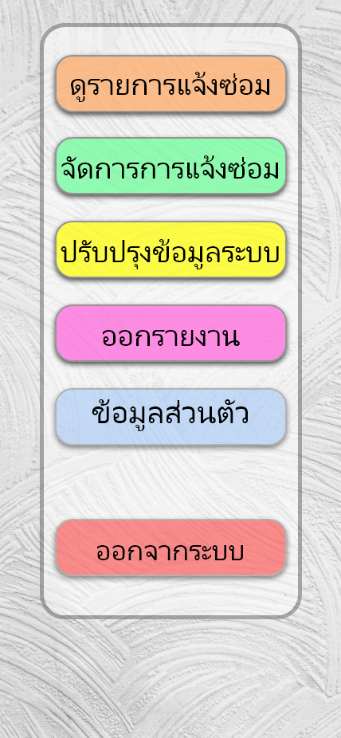 ดูรายการแจ้งซ่อม
จัดการการแจ้งซ่อม
ปรับปรุงข้อมูลระบบ
ออกรายงาน
ข้อมูลส่วนตัว
ออกจากระบบ